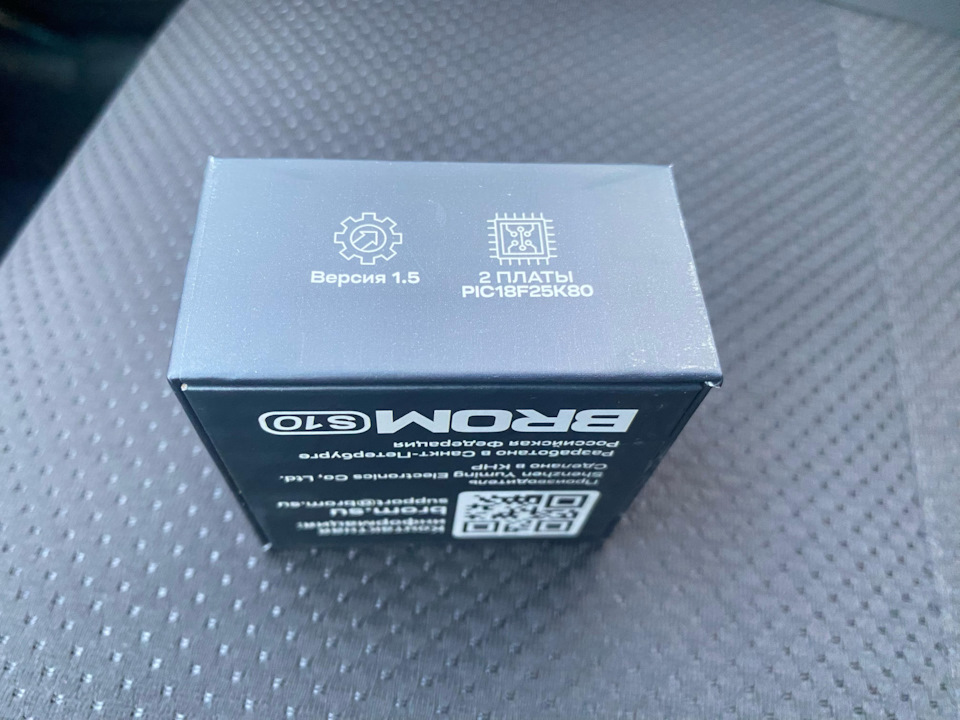 Версия 1.5
2 ПЛАТЫ
PIC18F25K80
BROM S10
Разработано в Санкт-Петербурге
Российская Федерация
Производитель
Shenzhen Yuming Electronics Co, Ltd.
Сделано в КНР
Контактная
информация:
brom.su
support@brom.su